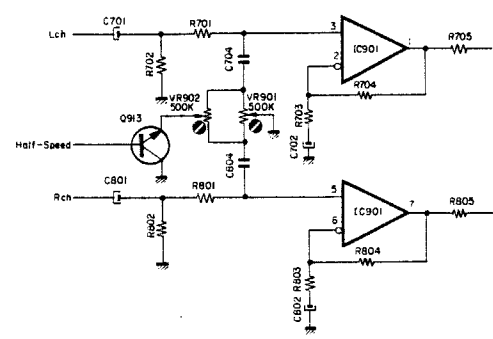 C701
R701
Lch
R702
C704
3
2
1
IC901
R705
R704
R703
C702
VR902
500K
VR901
500K
Q913
Half-Speed
C801
Rch
R802
R801
C804
5
6
7
IC901
R805
R804
R803
C802